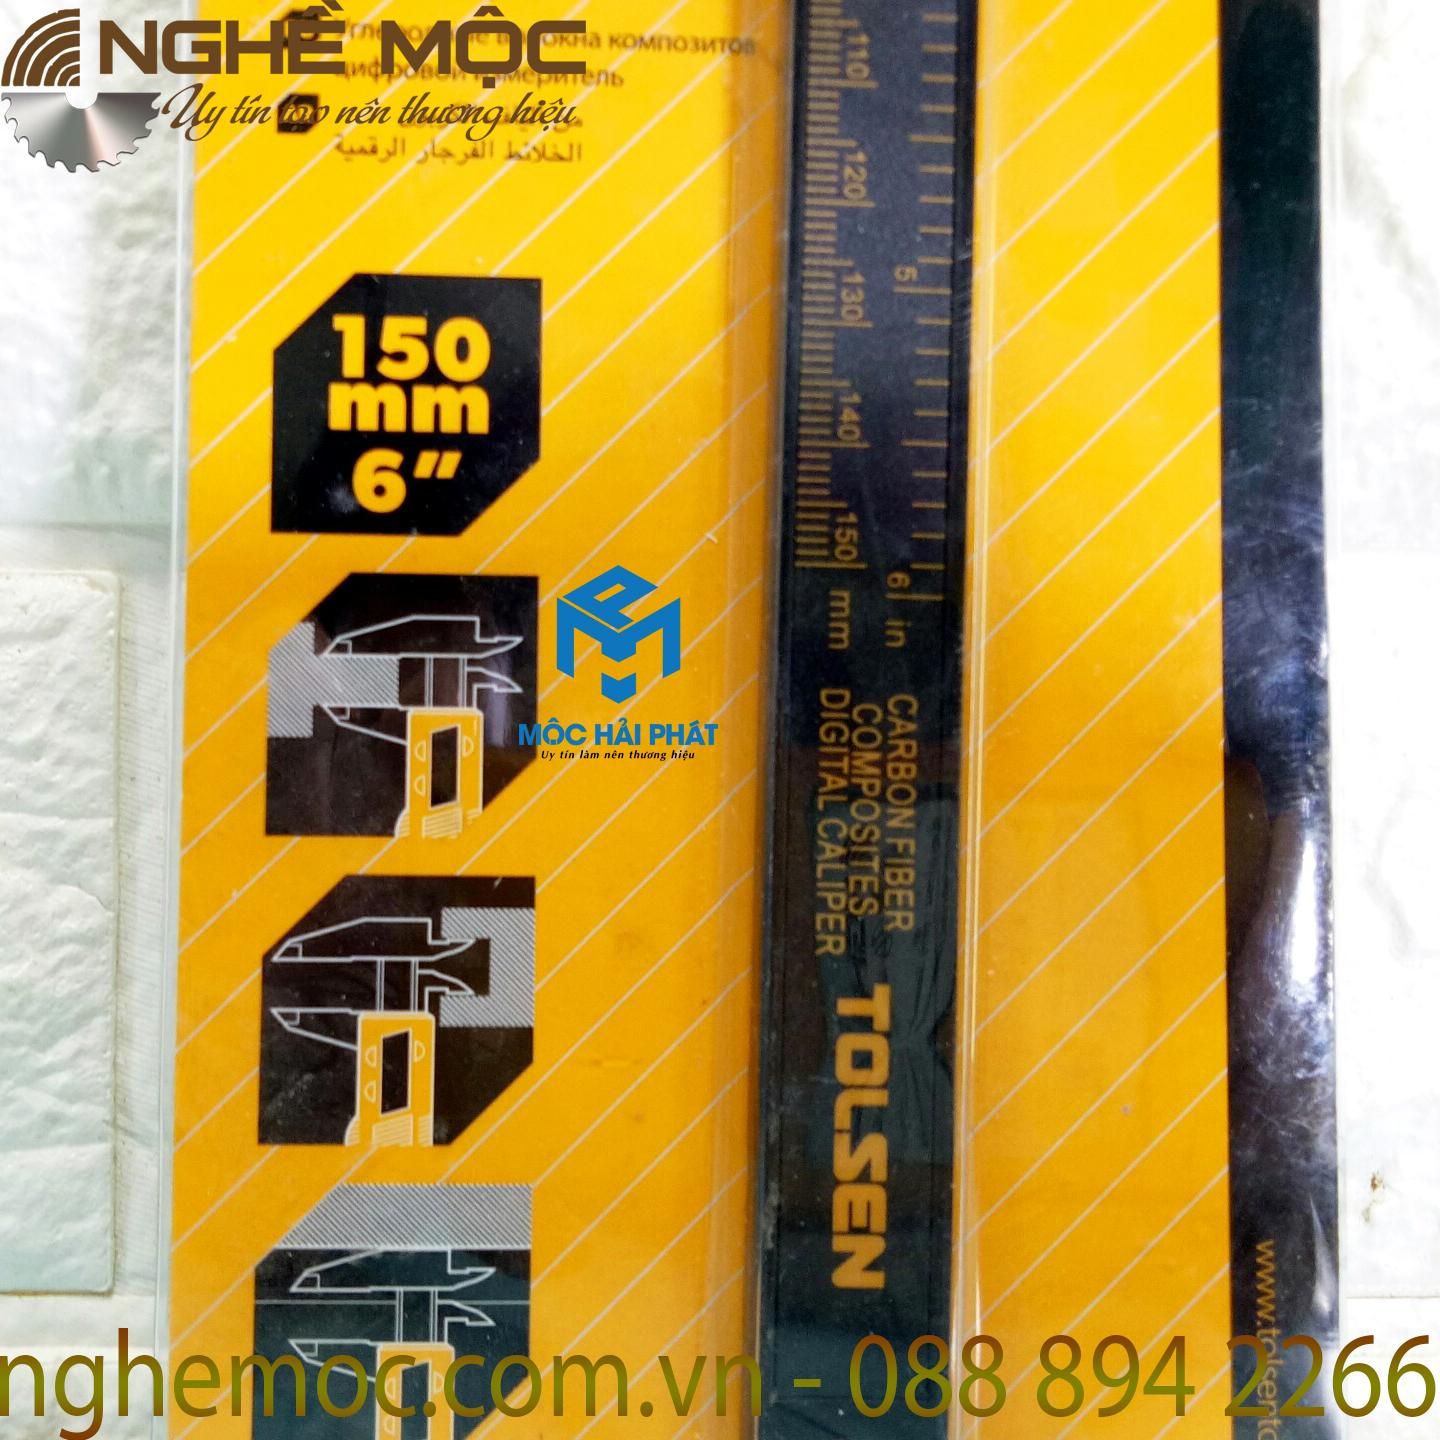 NGHỀ MỘC
Uy tín tạo nên thương hiệu
композитов
цифровой измеритель
الخلائط الفرجار الرقمية
150
mm
6”
110
120
130
140
150 mm
5
6 in
CARBON FIBER
COMPOSITES
DIGITAL CALIPER
TOLSEN
MỘC HẢI PHÁT
Uy tín làm nên thương hiệu
nghemoc.com.vn - 088 894 2266